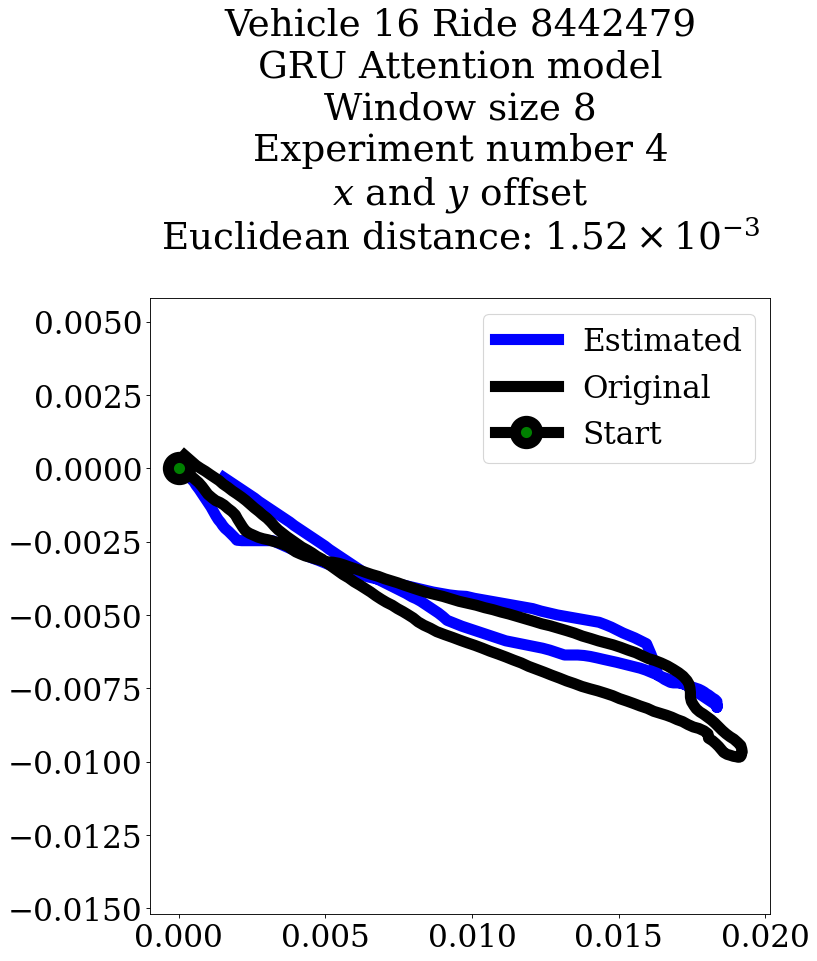 Vehicle 16 Ride 8442479
GRU Attention model
Window size 8
Experiment number 4
x and y offset
Euclidean distance: 1.52 × 10⁻³
Estimated
Original
Start
0.0050
0.0025
0.0000
−0.0025
−0.0050
−0.0075
−0.0100
−0.0125
−0.0150
0.000 0.005 0.010 0.015 0.020